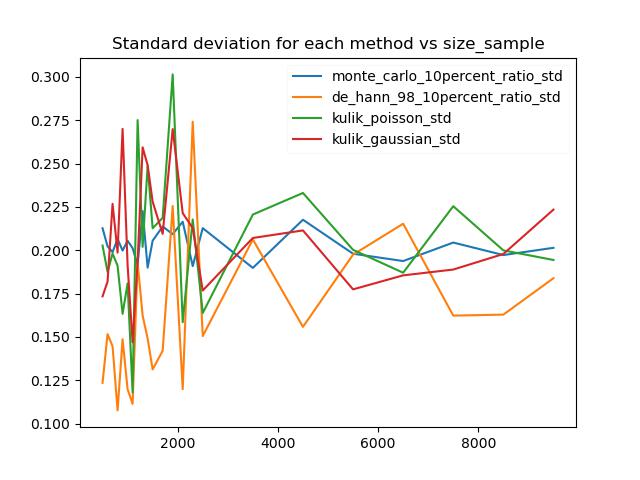 Standard deviation for each method vs size_sample
monte_carlo_10percent_ratio_std
de_hann_98_10percent_ratio_std
kulik_poisson_std
kulik_gaussian_std
0.300
0.275
0.250
0.225
0.200
0.175
0.150
0.125
0.100
2000 4000 6000 8000